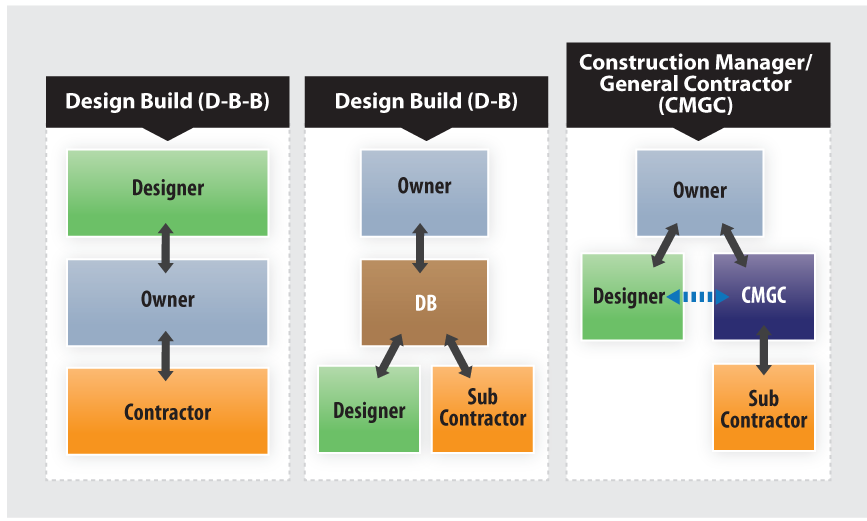 Design Build (D-B-B)
Designer
Owner
Contractor
Design Build (D-B)
Owner
DB
Designer
Sub
Contractor
Construction Manager/
General Contractor
(CMGC)
Owner
Designer
CMGC
Sub
Contractor